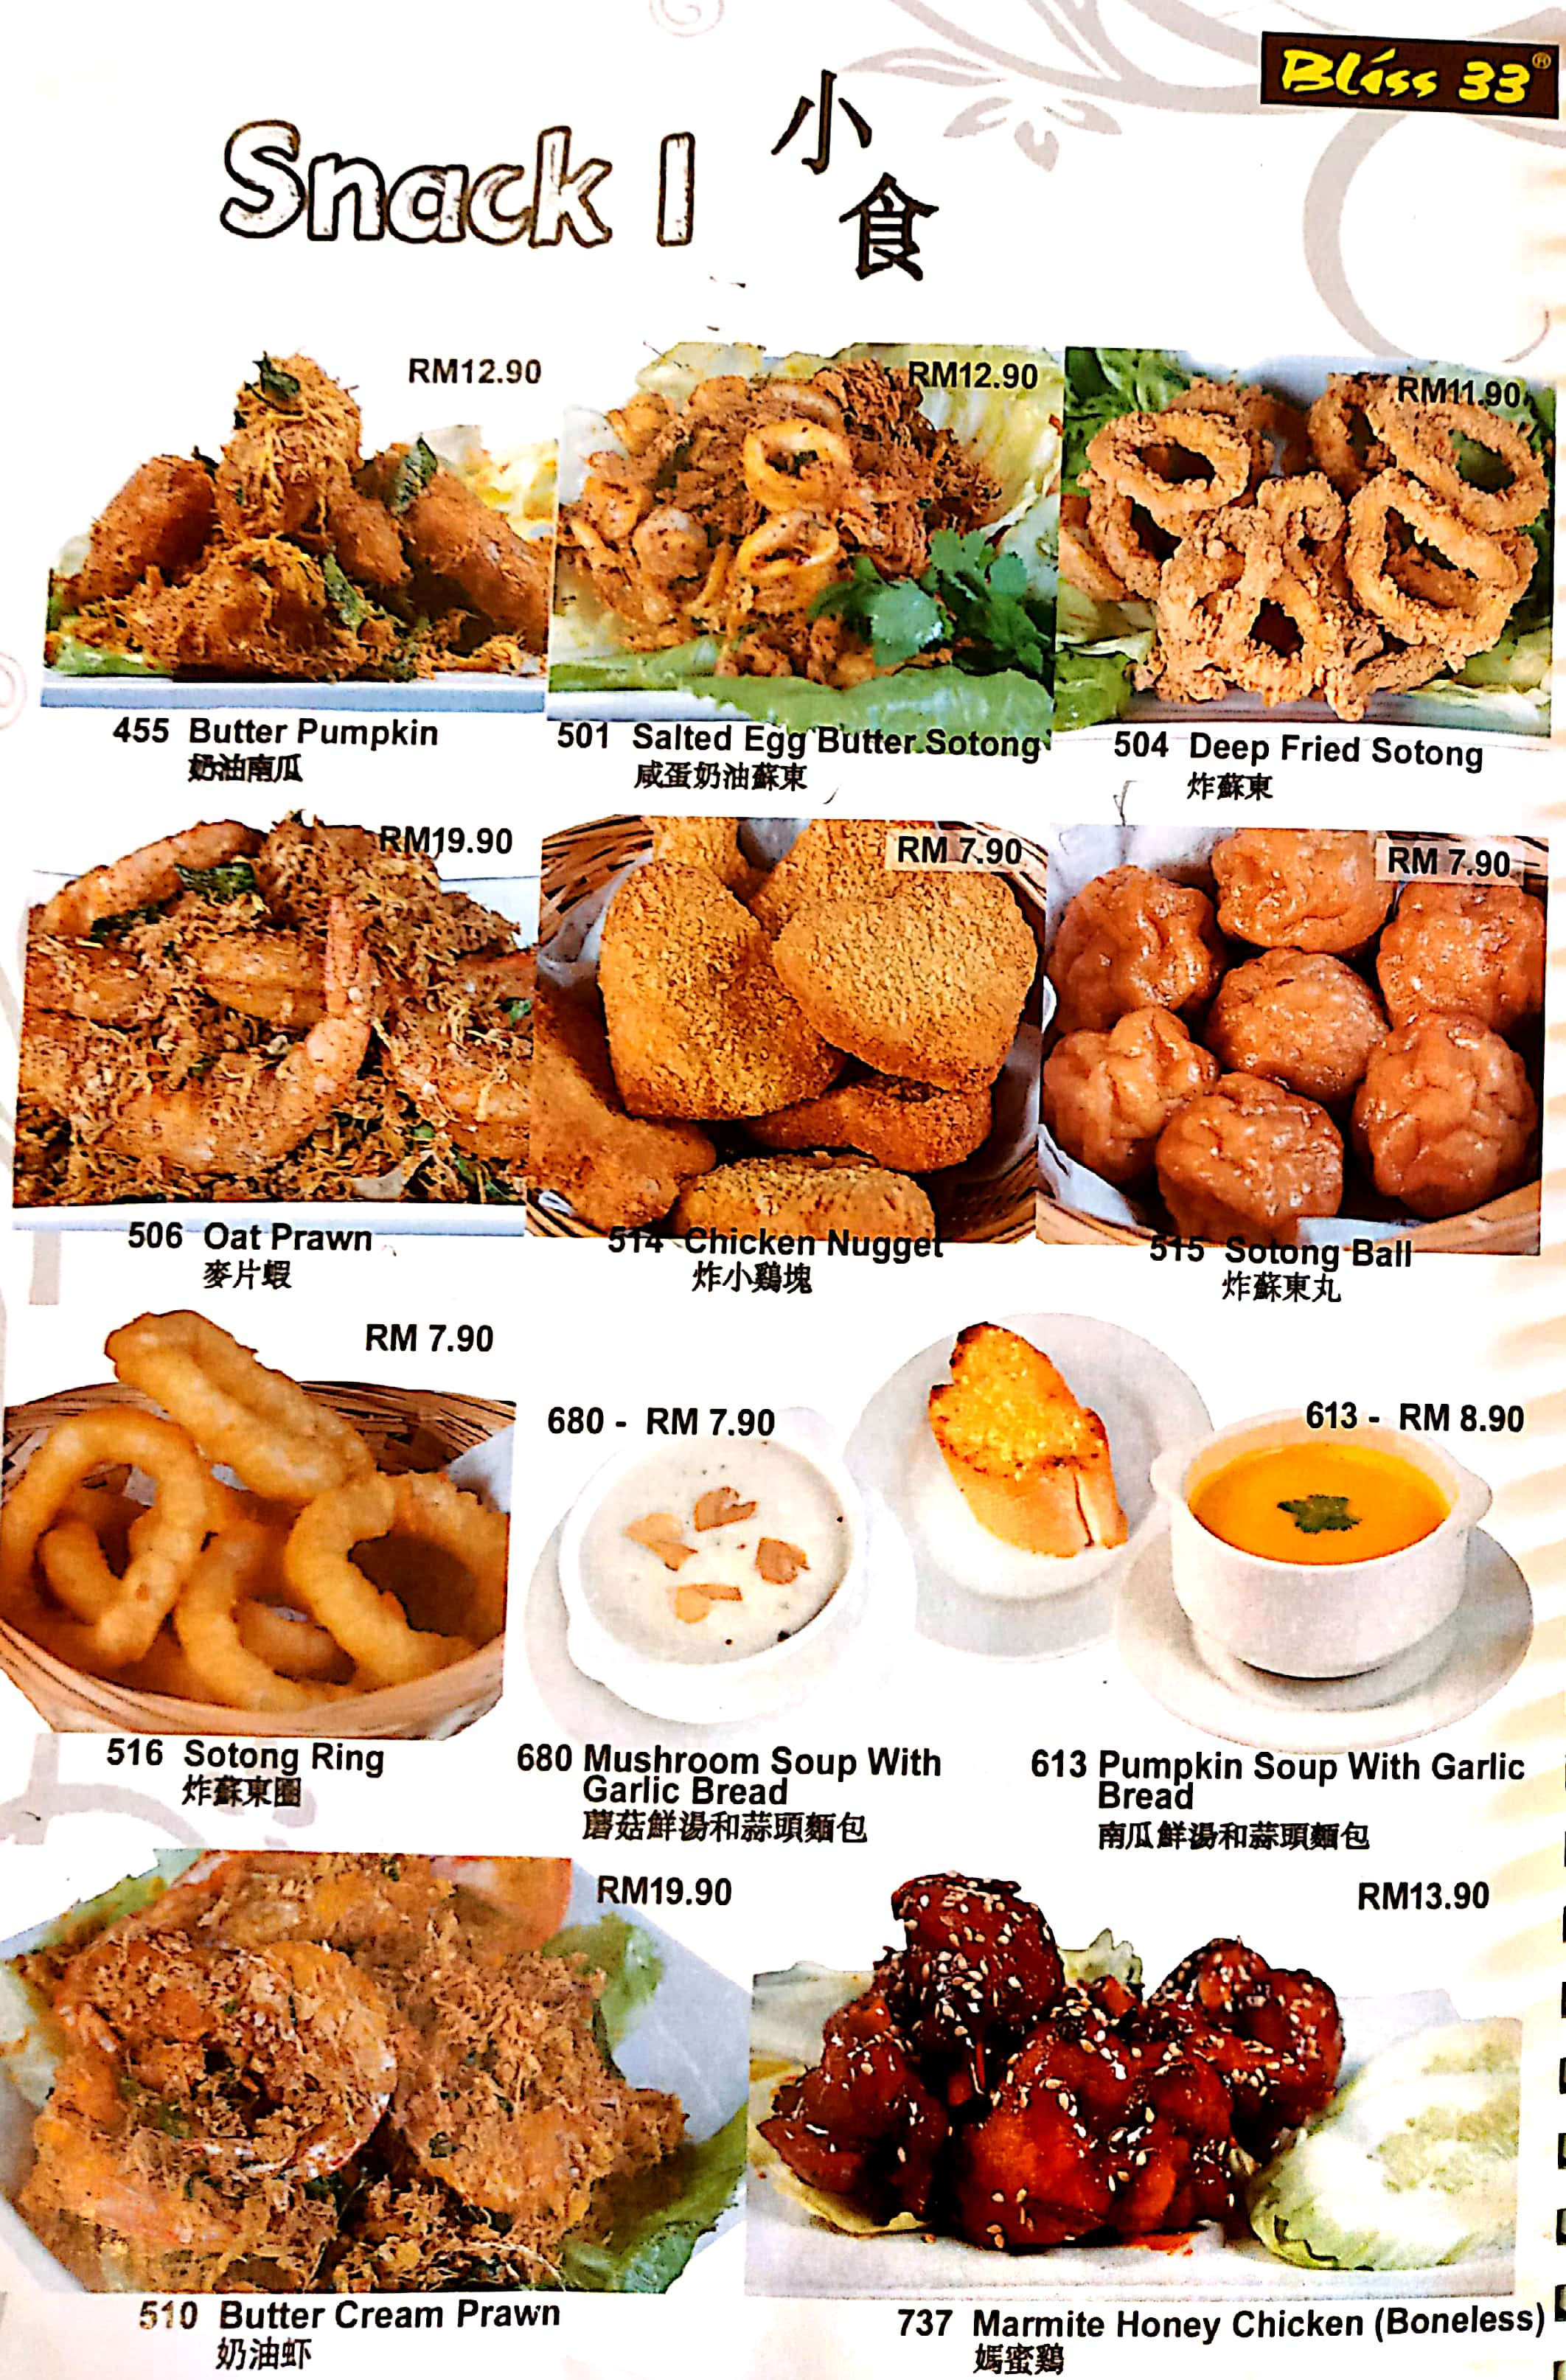 Bliss 33®
Snack 1
小
食
RM12.90
RM12.90
RM11.90
455 Butter Pumpkin
奶油南瓜
501 Salted Egg Butter Sotong
咸蛋奶油蘇東
504 Deep Fried Sotong
炸蘇東
RM19.90
RM 7.90
RM 7.90
506 Oat Prawn
麥片蝦
514 Chicken Nugget
炸小鷄塊
515 Sotong Ball
炸蘇東丸
RM 7.90
680 - RM 7.90
613 - RM 8.90
516 Sotong Ring
炸蘇東圈
680 Mushroom Soup With
Garlic Bread
蘑菇鮮湯和蒜頭麵包
613 Pumpkin Soup With Garlic
Bread
南瓜鮮湯和蒜頭麵包
RM19.90
RM13.90
510 Butter Cream Prawn
奶油虾
737 Marmite Honey Chicken (Boneless)
媽蜜鷄